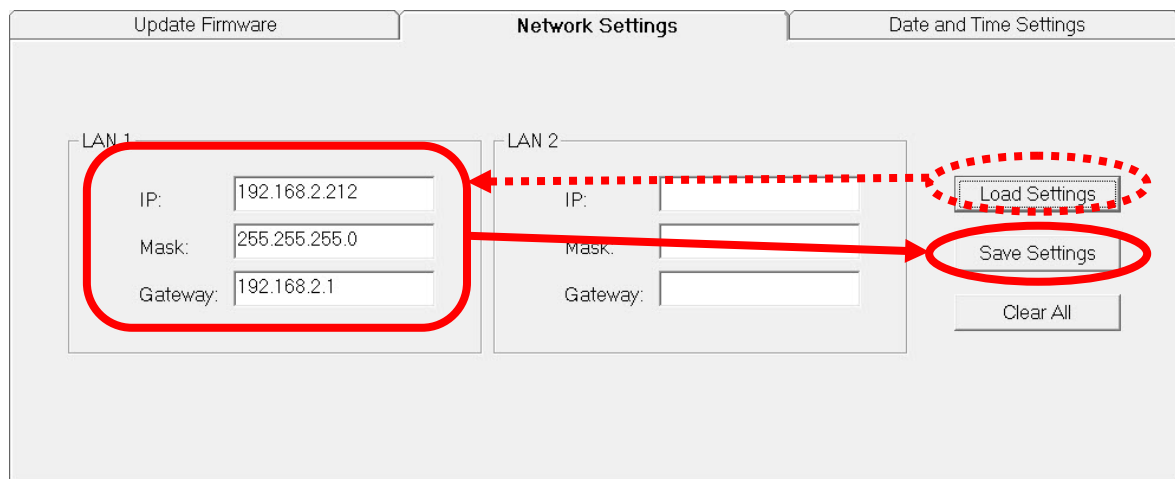 Update Firmware
Network Settings
Date and Time Settings
LAN 1
IP: 192.168.2.212
Mask: 255.255.255.0
Gateway: 192.168.2.1
LAN 2
IP:
Mask:
Gateway:
Load Settings
Save Settings
Clear All